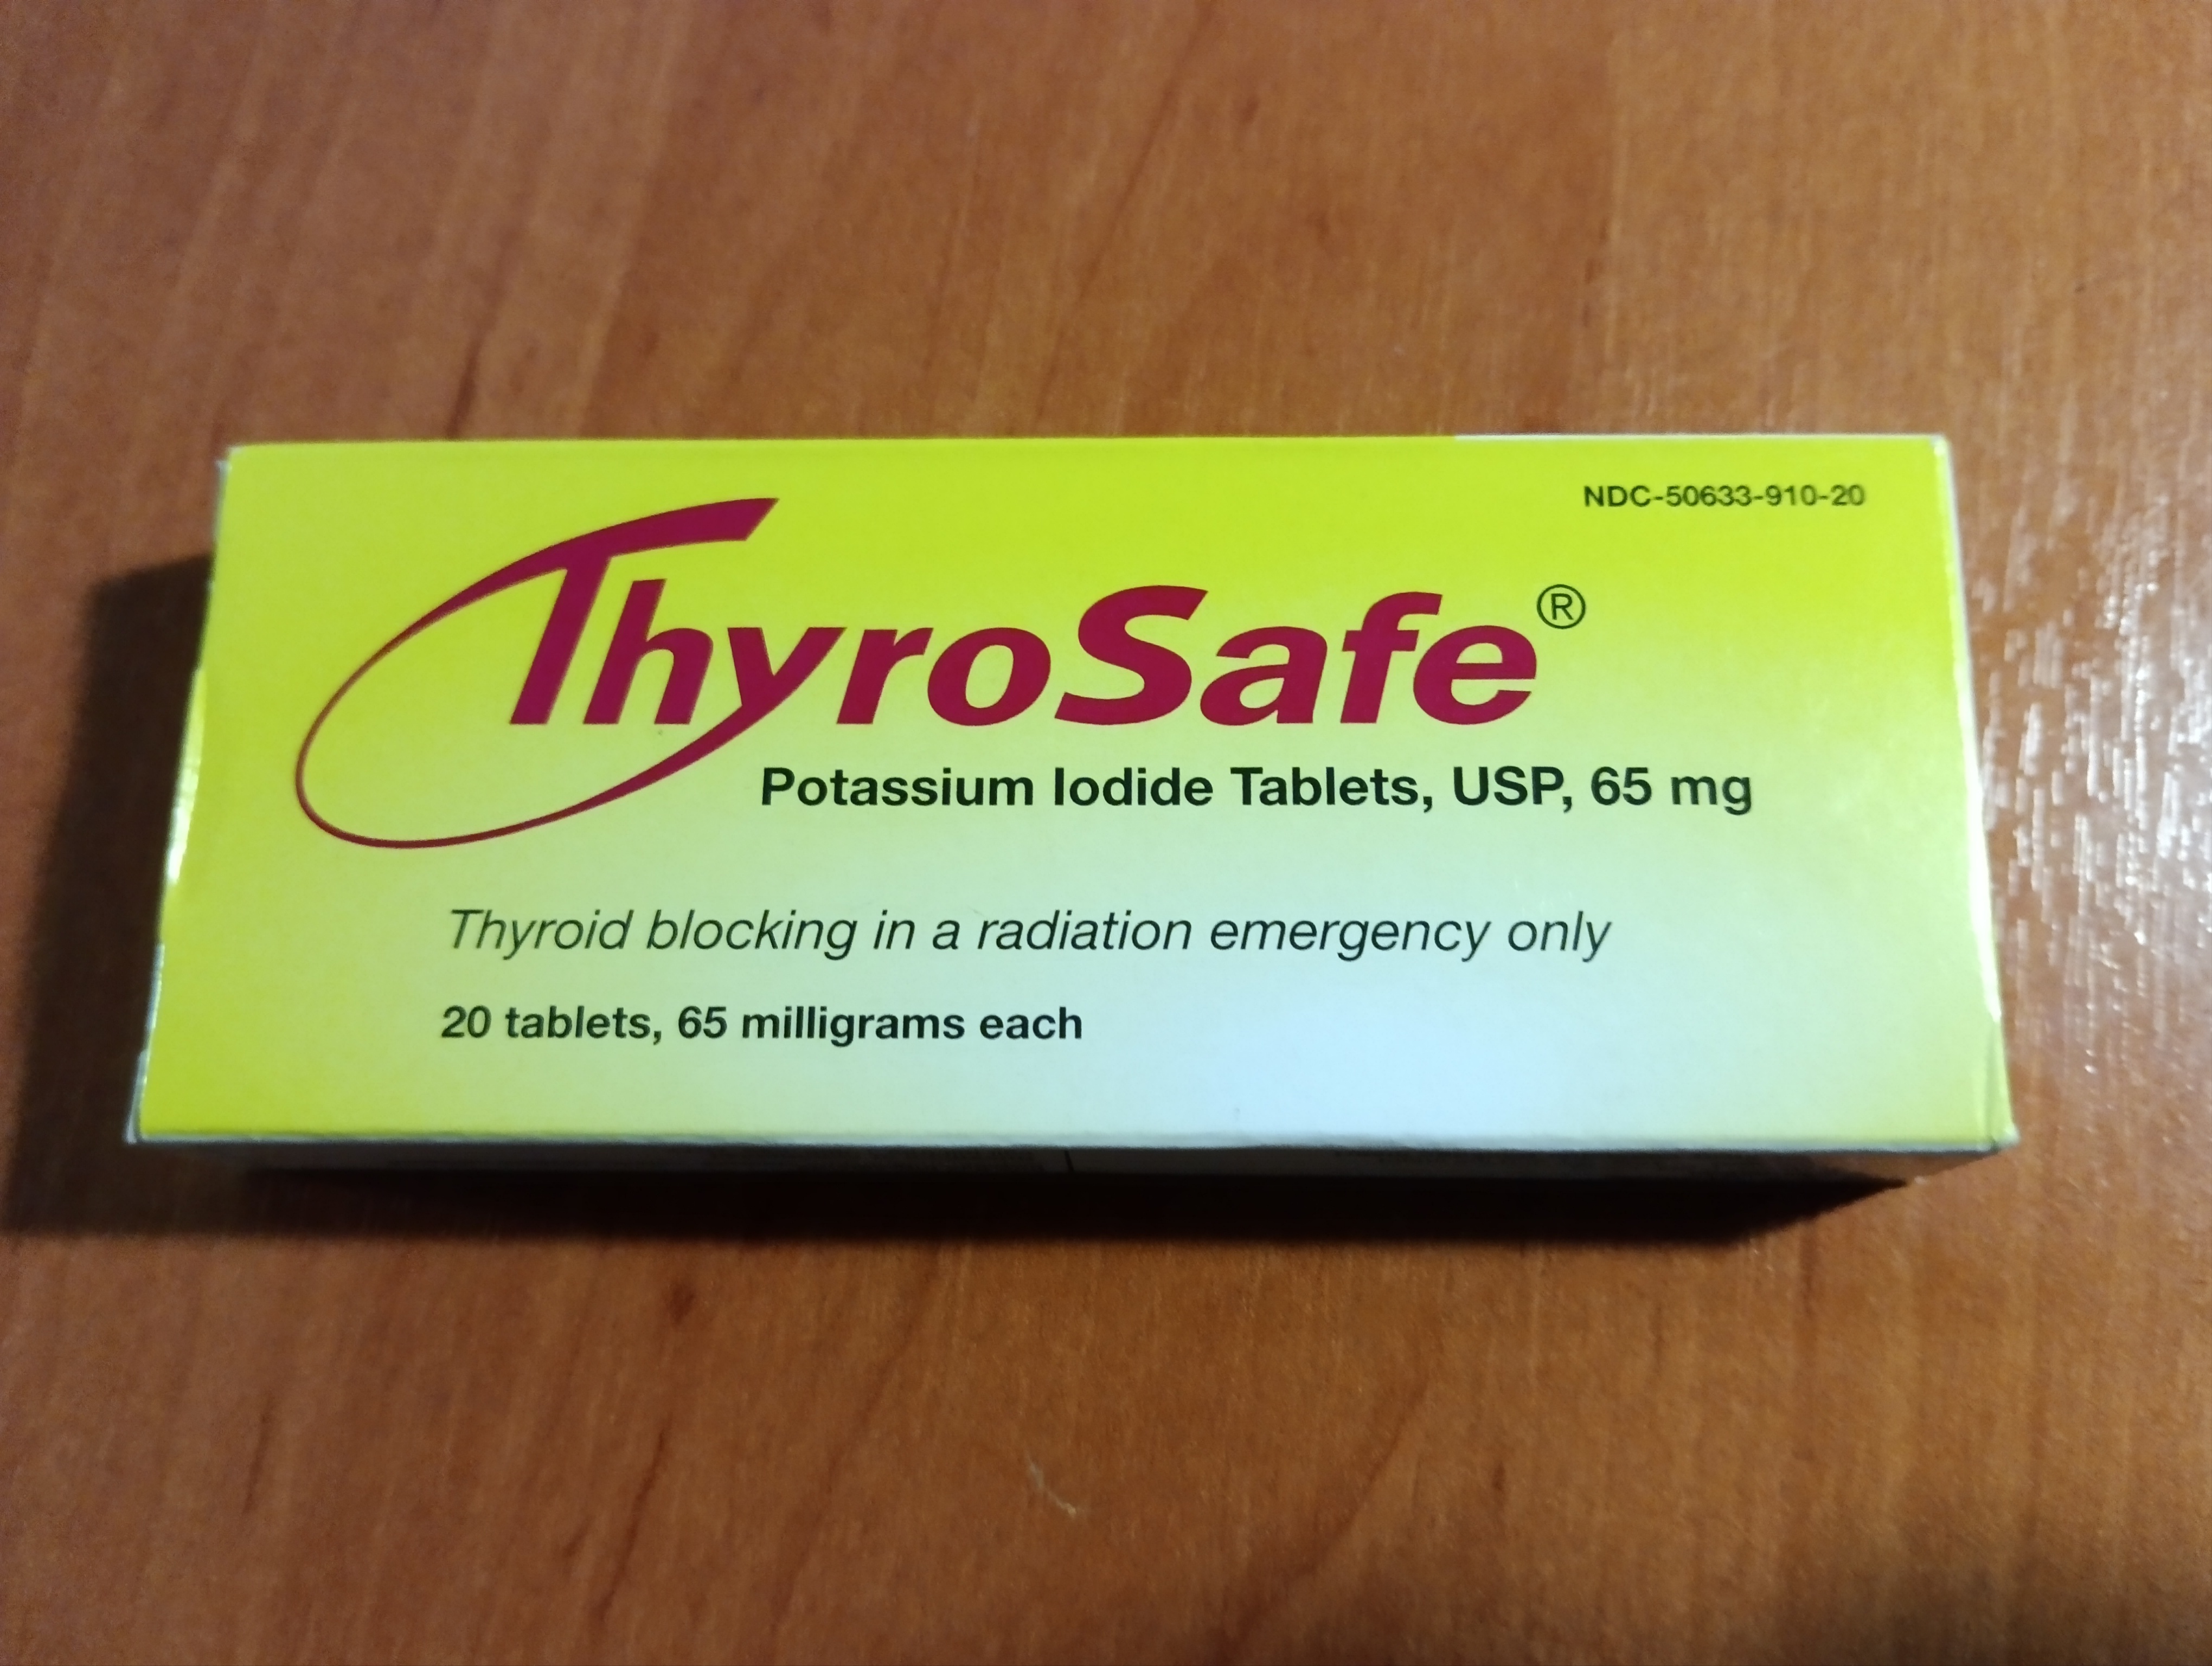 NDC-50633-910-20
ThyroSafe®
Potassium Iodide Tablets, USP, 65 mg
Thyroid blocking in a radiation emergency only
20 tablets, 65 milligrams each